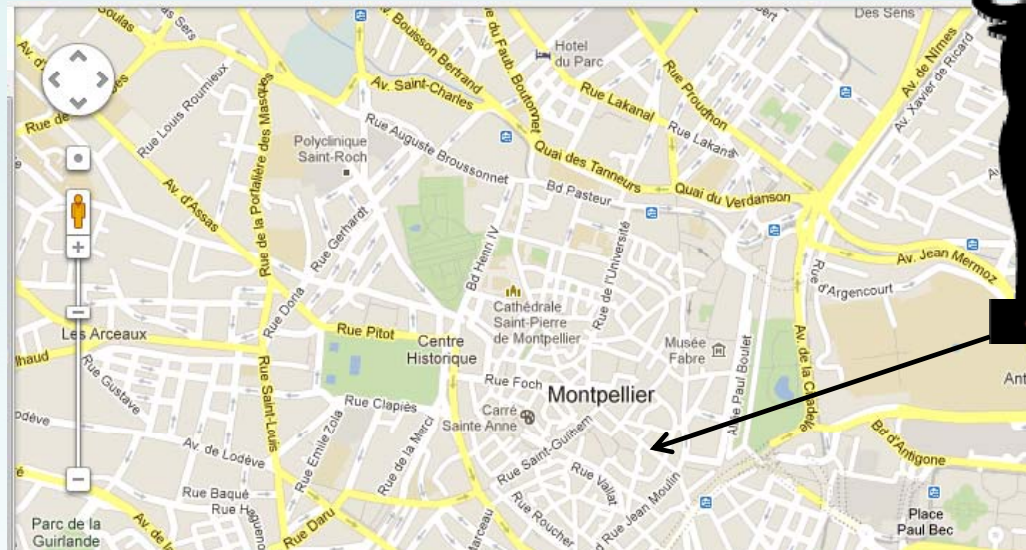 Soulas
Av. Bouisson Bertrand
Rue du Faub. Boutonnet
Hotel
du Parc
Des Sens
Av. de Nîmes
Av. Xavier de Ricard
Rue Louis Roumieux
Rue de la Portalière des Masques
Av. Saint-Charles
Rue Lakanal
Rue Proudhon
Rue Lakanal
Polyclinique
Saint-Roch
Rue Auguste Broussonnet
Quai des Tanneurs
Bd Pasteur
Quai du Verdanson
Av. d'Assas
Rue Gerhardt
Bd Henri IV
Rue de l'Université
Av. Jean Mermoz
Rue d'Argencourt
Cathédrale
Saint-Pierre
de Montpellier
Rue Doria
Les Arceaux
Rue Pitot
Centre
Historique
Musée
Fabre
Allée Paul Boulet
Av. de la Citadelle
Rue Gustave
Rue Saint-Louis
Rue Foch
Montpellier
Rue Clapiès
Carré
Sainte Anne
Rue Emile Zola
Rue de la Merci
Rue Saint-Guilhem
Bd d'Antigone
Av. de Lodève
Rue Vallat
Rue Jean Moulin
Rue Baqué
Rue Haguenot
Rue Roucher
Rue Daru
Place
Paul Bec
Parc de la
Guirlande